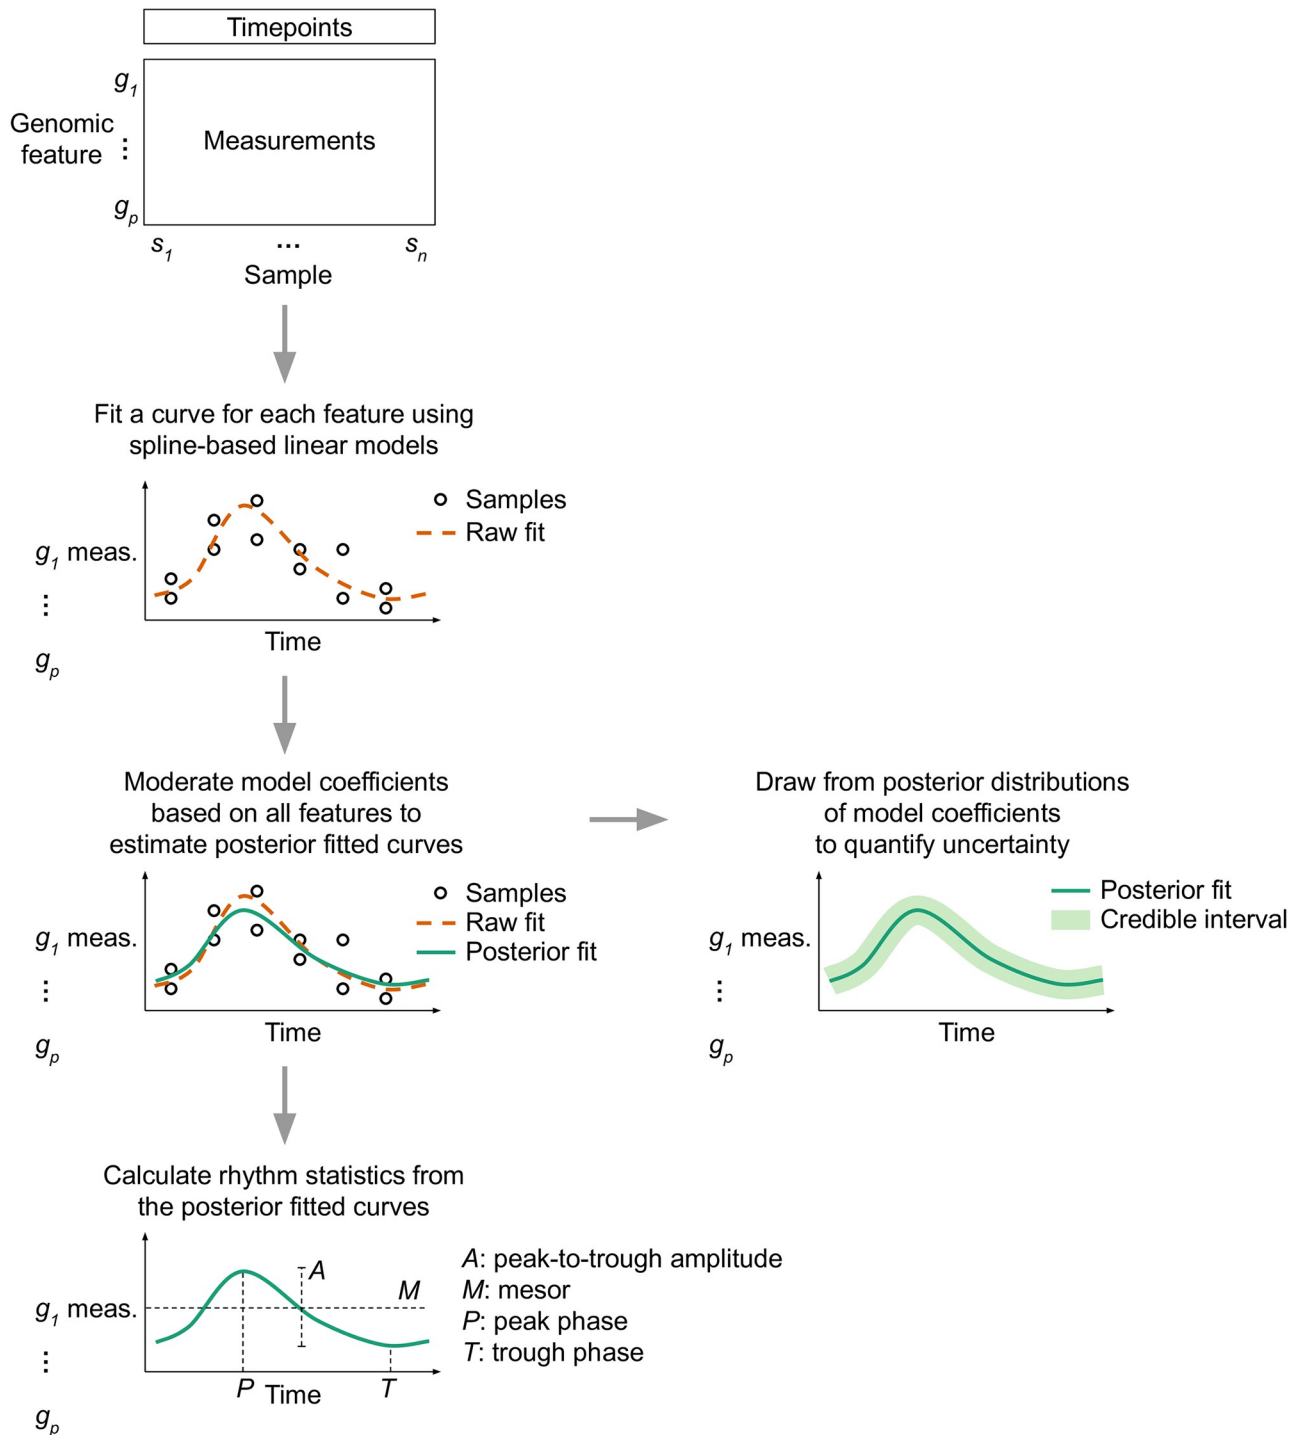 Timepoints
g1
Genomic
feature
⋮
Measurements
gp
s1 ... sn
Sample
Fit a curve for each feature using
spline-based linear models
Samples
Raw fit
g1 meas.
⋮
Time
gp
Moderate model coefficients
based on all features to
estimate posterior fitted curves
Samples
Raw fit
Posterior fit
g1 meas.
⋮
Time
gp
Draw from posterior distributions
of model coefficients
to quantify uncertainty
Posterior fit
Credible interval
g1 meas.
⋮
Time
gp
Calculate rhythm statistics from
the posterior fitted curves
A
M
g1 meas.
⋮
P Time T
gp
A: peak-to-trough amplitude
M: mesor
P: peak phase
T: trough phase